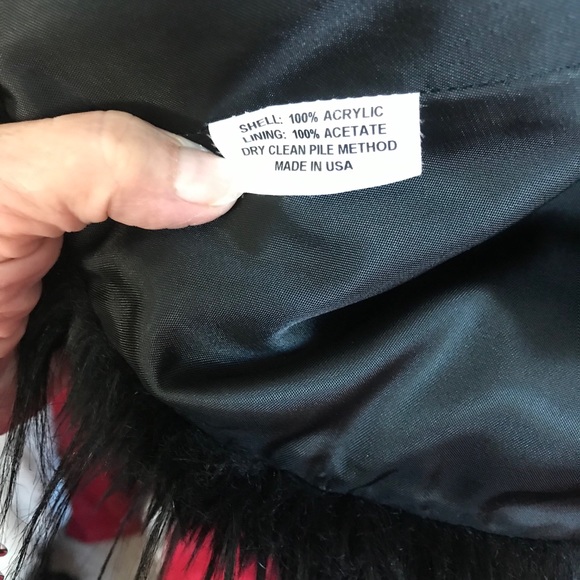 SHELL: 100% ACRYLIC
LINING: 100% ACETATE
DRY CLEAN PILE METHOD
MADE IN USA